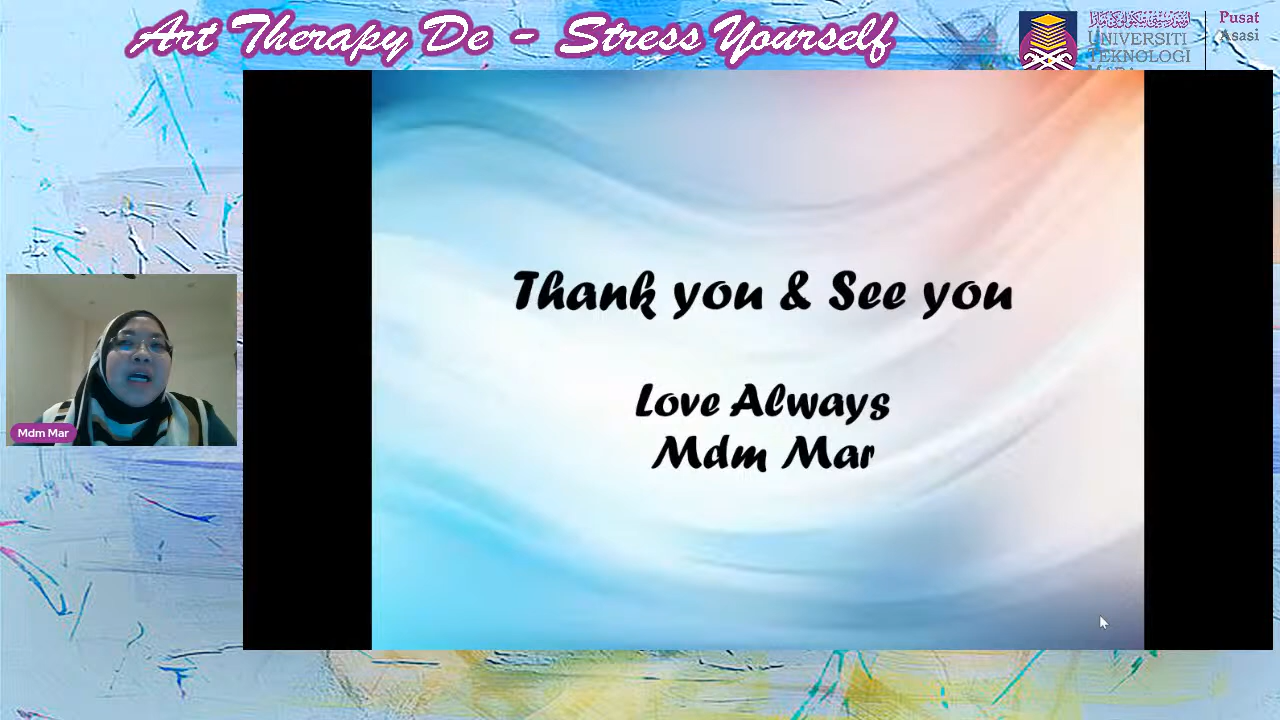 Art Therapy De - Stress Yourself
UNIVERSITI
TEKNOLOGI
Pusat
Asasi
Thank you & See you
Love Always
Mdm Mar
Mdm Mar